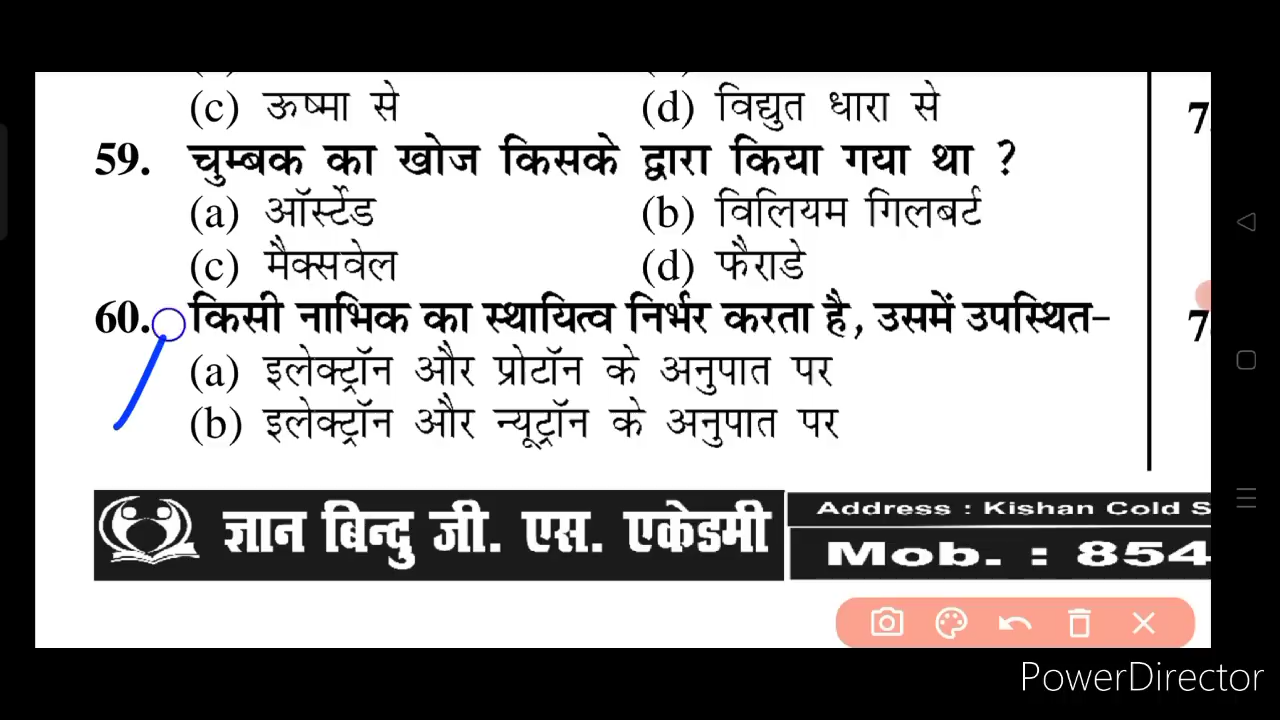 (c) ऊष्मा से (d) विद्युत धारा से
59. चुम्बक का खोज किसके द्वारा किया गया था ?
(a) ऑर्स्टेड (b) विलियम गिलबर्ट
(c) मैक्सवेल (d) फैराडे
60. किसी नाभिक का स्थायित्व निर्भर करता है, उसमें उपस्थित-
(a) इलेक्ट्रॉन और प्रोटॉन के अनुपात पर
(b) इलेक्ट्रॉन और न्यूट्रॉन के अनुपात पर
ज्ञान बिन्दु जी. एस. एकेडमी
Address : Kishan Cold S
Mob. : 854
PowerDirector